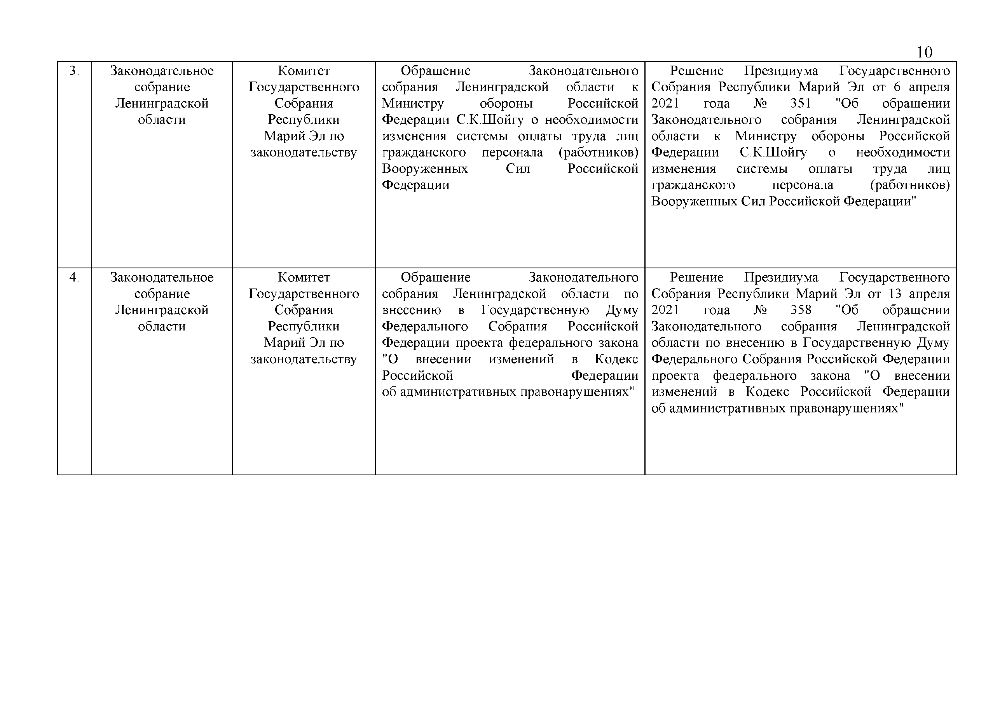 10
3.
Законодательное
собрание
Ленинградской
области
Комитет
Государственного
Собрания
Республики
Марий Эл по
законодательству
Обращение Законодательного
собрания Ленинградской области к
Министру обороны Российской
Федерации С.К.Шойгу о необходимости
изменения системы оплаты труда лиц
гражданского персонала (работников)
Вооруженных Сил Российской
Федерации
Решение Президиума Государственного
Собрания Республики Марий Эл от 6 апреля
2021 года № 351 "Об обращении
Законодательного собрания Ленинградской
области к Министру обороны Российской
Федерации С.К.Шойгу о необходимости
изменения системы оплаты труда лиц
гражданского персонала (работников)
Вооруженных Сил Российской Федерации"
4.
Законодательное
собрание
Ленинградской
области
Комитет
Государственного
Собрания
Республики
Марий Эл по
законодательству
Обращение Законодательного
собрания Ленинградской области по
внесению в Государственную Думу
Федерального Собрания Российской
Федерации проекта федерального закона
"О внесении изменений в Кодекс
Российской Федерации
об административных правонарушениях"
Решение Президиума Государственного
Собрания Республики Марий Эл от 13 апреля
2021 года № 358 "Об обращении
Законодательного собрания Ленинградской
области по внесению в Государственную Думу
Федерального Собрания Российской Федерации
проекта федерального закона "О внесении
изменений в Кодекс Российской Федерации
об административных правонарушениях"